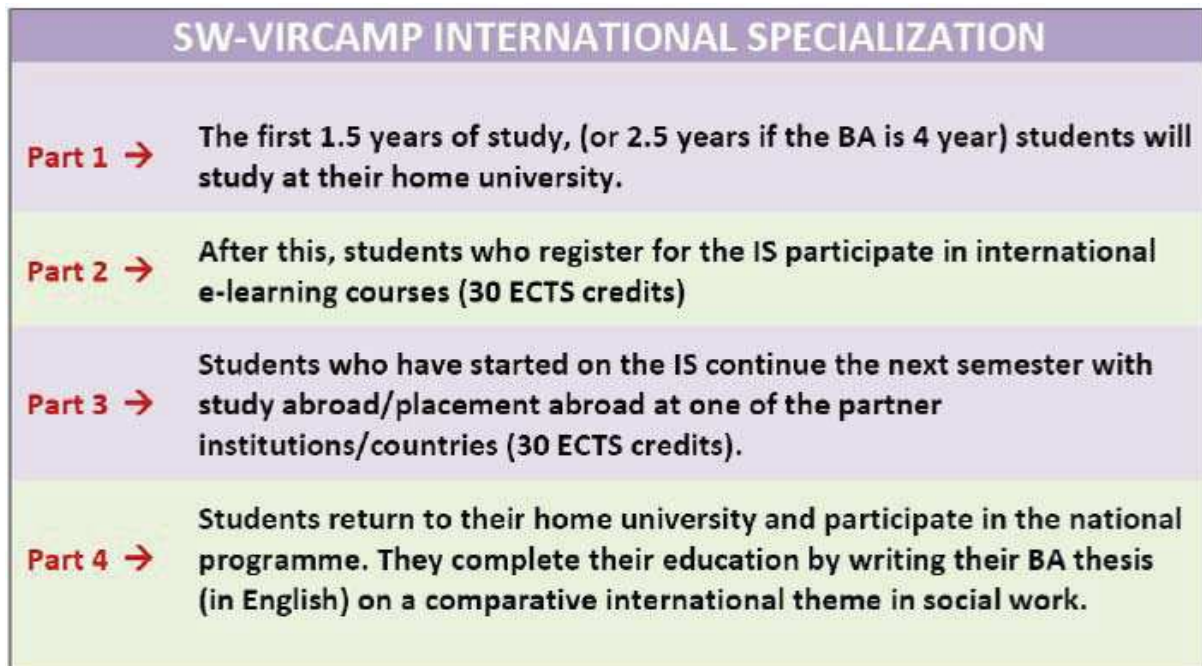 SW-VIRCAMP INTERNATIONAL SPECIALIZATION
Part 1 → The first 1.5 years of study, (or 2.5 years if the BA is 4 year) students will
study at their home university.
Part 2 → After this, students who register for the IS participate in international
e-learning courses (30 ECTS credits)
Students who have started on the IS continue the next semester with
Part 3 → study abroad/placement abroad at one of the partner
institutions/countries (30 ECTS credits).
Students return to their home university and participate in the national
Part 4 → programme. They complete their education by writing their BA thesis
(in English) on a comparative international theme in social work.